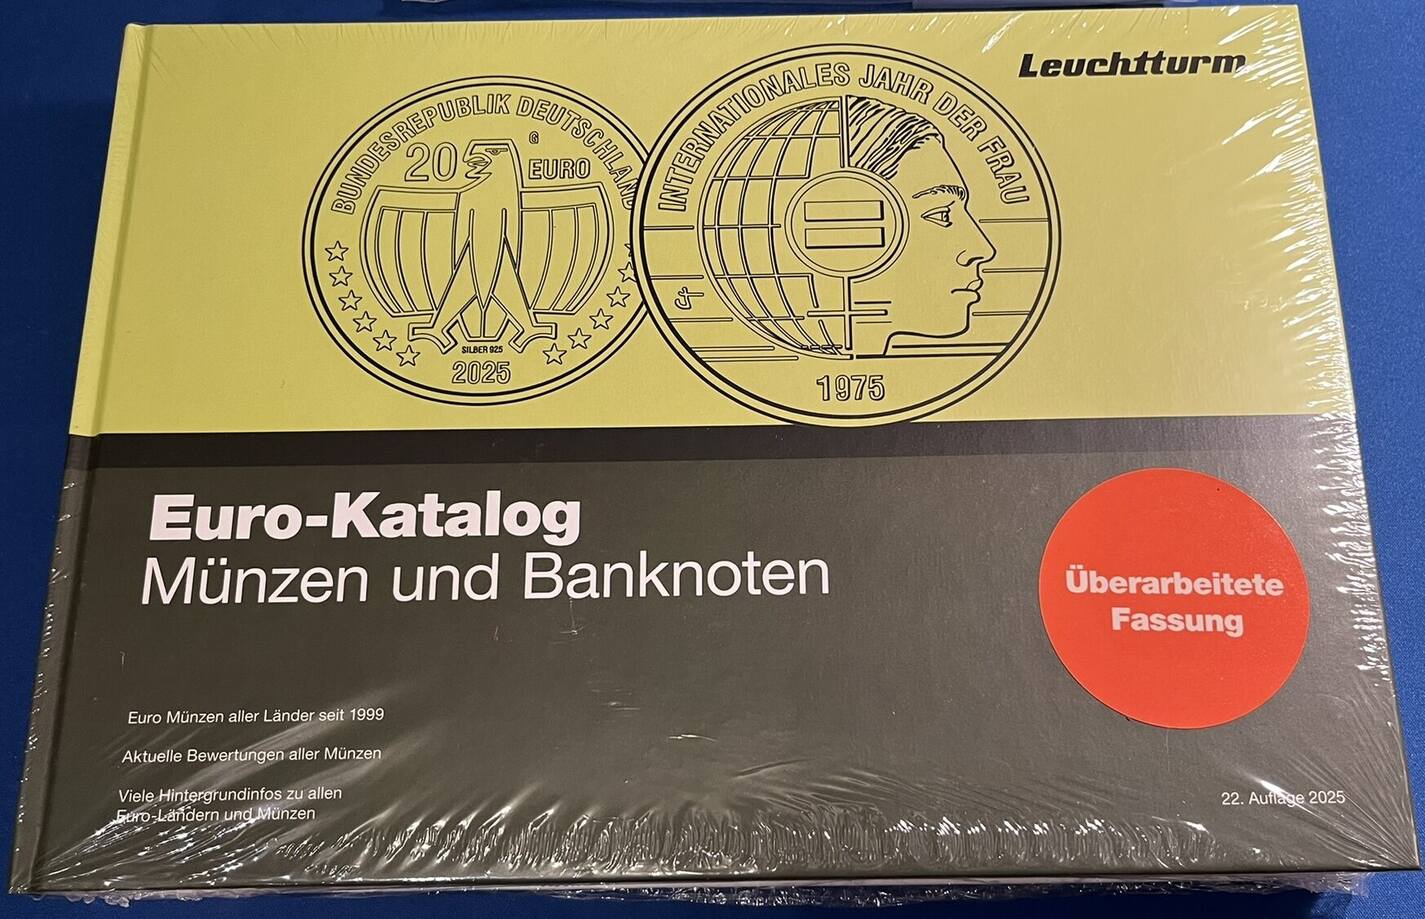 Leuchtturm
BUNDESREPUBLIK DEUTSCHLAND
G
20 EURO
SILBER 925
2025
INTERNATIONALES JAHR DER FRAU
1975
Euro-Katalog
Münzen und Banknoten
Überarbeitete
Fassung
Euro Münzen aller Länder seit 1999
Aktuelle Bewertungen aller Münzen
Viele Hintergrundinfos zu allen
Euro-Ländern und Münzen
22. Auflage 2025